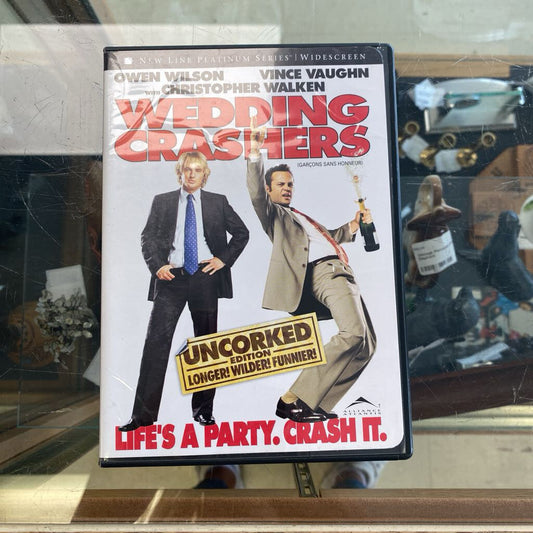 NEW LINE PLATINUM SERIES | WIDESCREEN
OWEN WILSON VINCE VAUGHN
WITH CHRISTOPHER WALKEN
WEDDING
CRASHERS
(GARÇONS SANS HONNEUR)
UNCORKED
EDITION
LONGER! WILDER! FUNNIER!
ALLIANCE
ATLANTIS
LIFE'S A PARTY. CRASH IT.